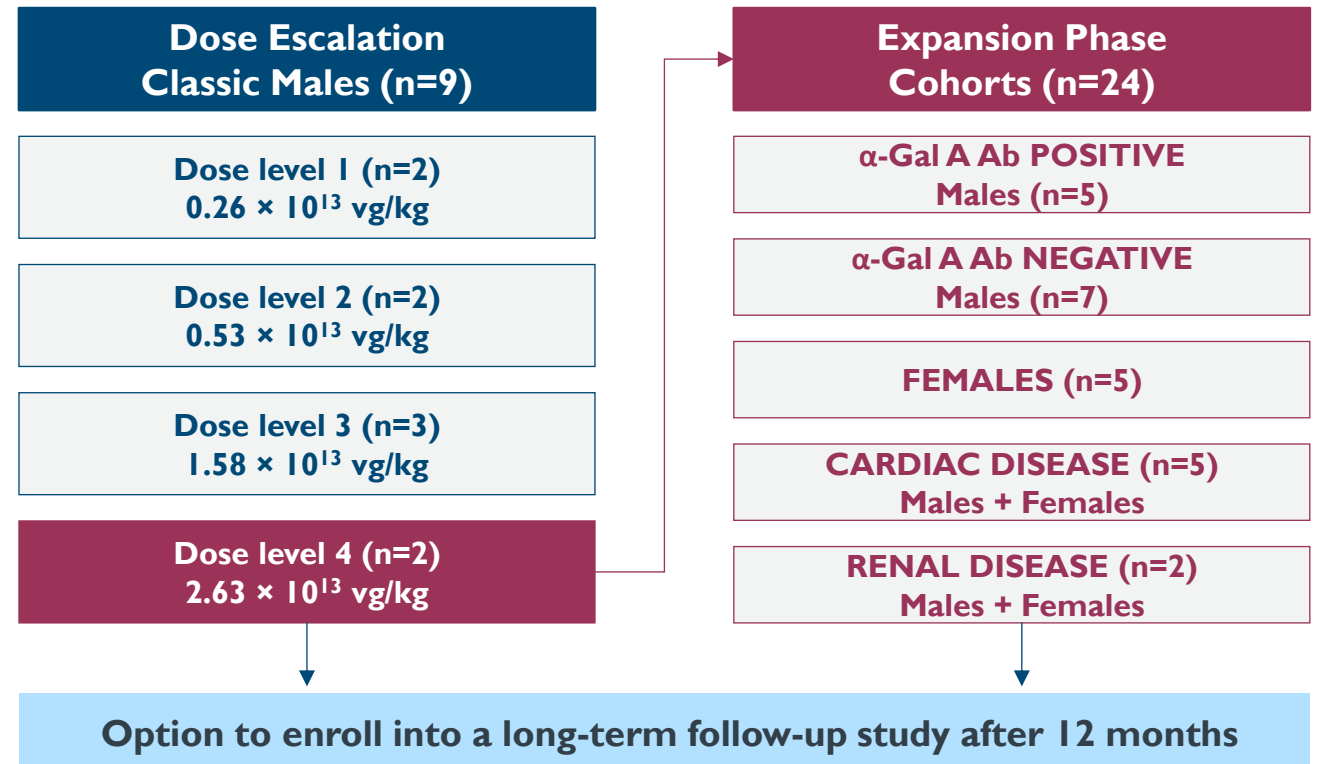 Dose Escalation
Classic Males (n=9)
Dose level 1 (n=2)
0.26 × 10¹³ vg/kg
Dose level 2 (n=2)
0.53 × 10¹³ vg/kg
Dose level 3 (n=3)
1.58 × 10¹³ vg/kg
Dose level 4 (n=2)
2.63 × 10¹³ vg/kg
Expansion Phase
Cohorts (n=24)
α-Gal A Ab POSITIVE
Males (n=5)
α-Gal A Ab NEGATIVE
Males (n=7)
FEMALES (n=5)
CARDIAC DISEASE (n=5)
Males + Females
RENAL DISEASE (n=2)
Males + Females
Option to enroll into a long-term follow-up study after 12 months